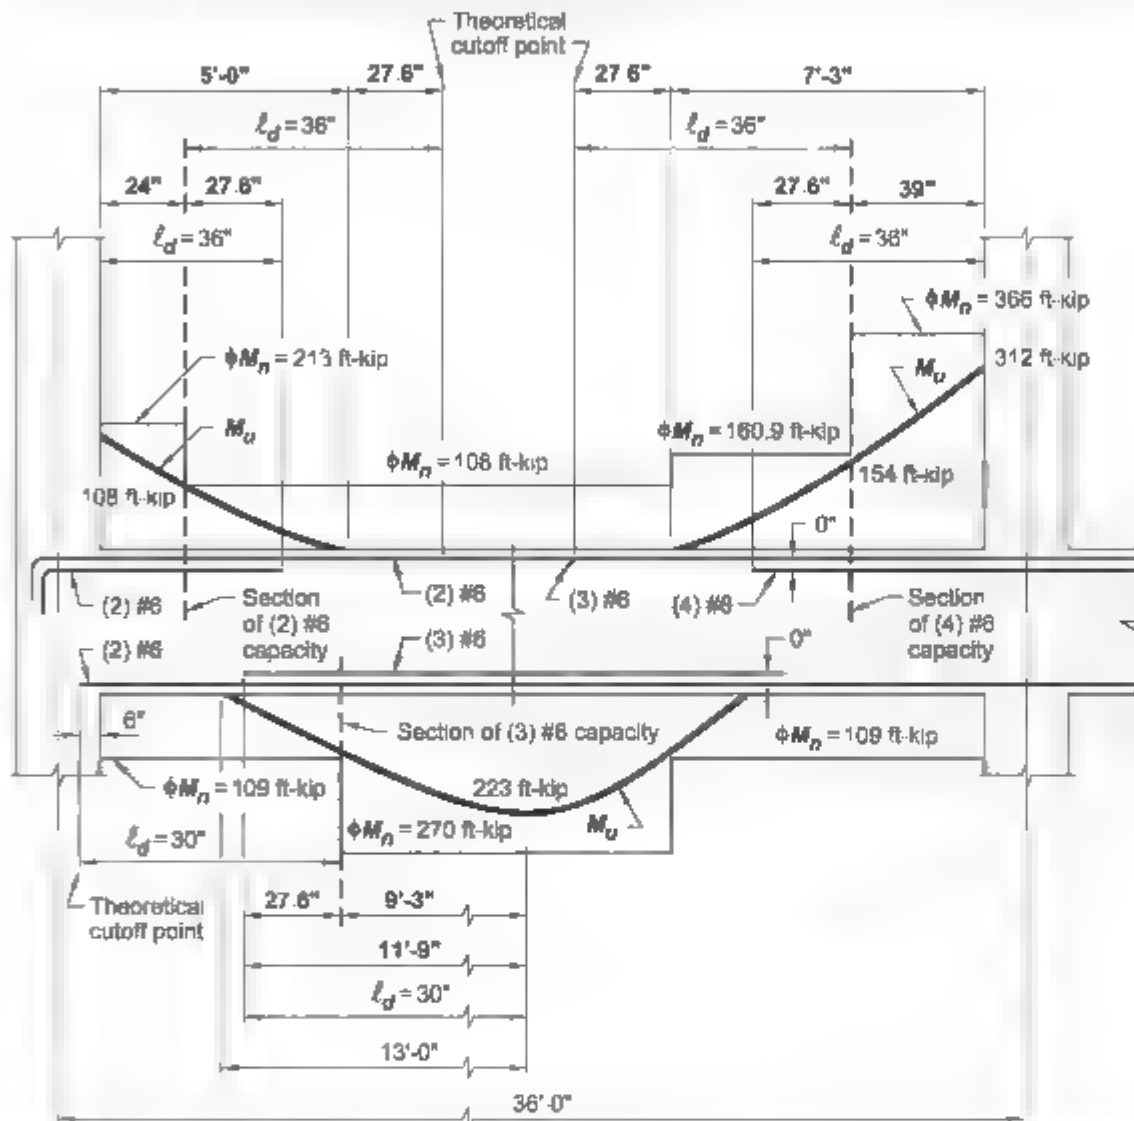 Theoretical
cutoff point
5'-0"
27.6"
27 6"
7'-3"
ℓd = 36"
ℓd = 36"
24"
27.6"
27.6"
39"
ℓd = 36"
ℓd = 36"
ϕMn = 366 ft-kip
ϕMn = 213 ft-kip
312 ft-kip
Mu
Mu
ϕMn = 160.9 ft-kip
ϕMn = 108 ft-kip
108 ft-kip
154 ft-kip
0"
(2) #6
Section
of (2) #6
capacity
(2) #6
(3) #6
(4) #6
Section
of (4) #6
capacity
(2) #6
(3) #6
0"
6"
Section of (3) #6 capacity
ϕMn = 109 ft-kip
ϕMn = 109 ft-kip
223 ft-kip
ϕMn = 270 ft-kip
Mu
ℓd = 30"
Theoretical
cutoff point
27.6"
9'-3"
11'-9"
ℓd = 30"
13'-0"
36'-0"